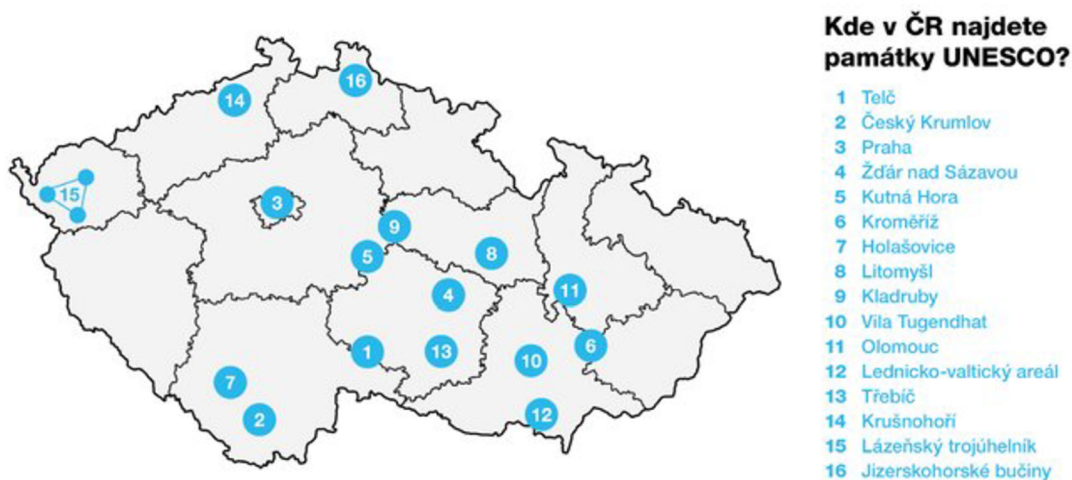 Kde v ČR najdete
památky UNESCO?
1 Telč
2 Český Krumlov
3 Praha
4 Žďár nad Sázavou
5 Kutná Hora
6 Kroměříž
7 Holašovice
8 Litomyšl
9 Kladruby
10 Vila Tugendhat
11 Olomouc
12 Lednicko-valtický areál
13 Třebíč
14 Krušnohoří
15 Lázeňský trojúhelník
16 Jizerskohorské bučiny
16
14
15
3
9
8
5
4
11
1
13
10
6
7
2
12